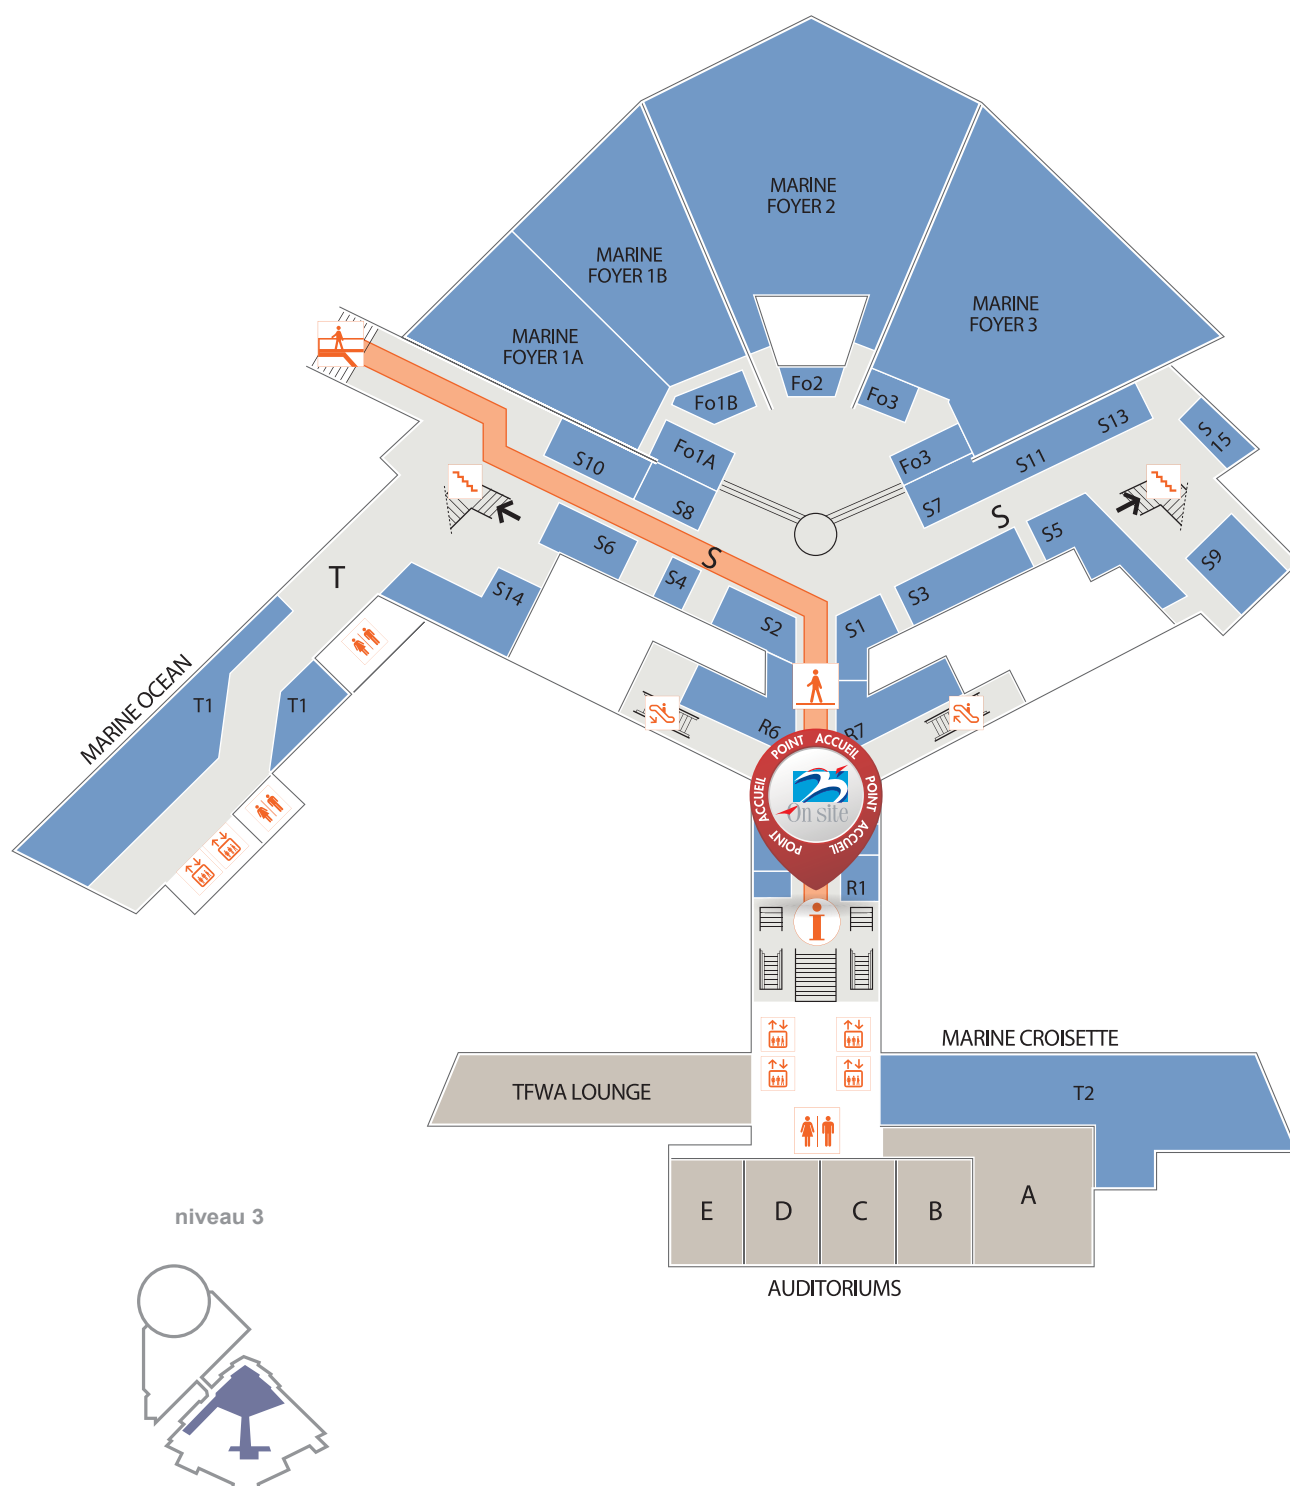 MARINE
FOYER 2
MARINE
FOYER 1B
MARINE
FOYER 3
MARINE
FOYER 1A
Fo2
Fo1B
Fo3
S13
S
15
Fo1A
Fo3
S11
S10
S8
S7
S
S5
S6
S
S9
S4
T
S14
S3
S2
S1
MARINE OCEAN
T1
T1
R6
R7
POINT ACCUEIL
POINT ACCUEIL
POINT ACCUEIL
On site
R1
i
MARINE CROISETTE
TFWA LOUNGE
T2
A
E
D
C
B
AUDITORIUMS
niveau 3